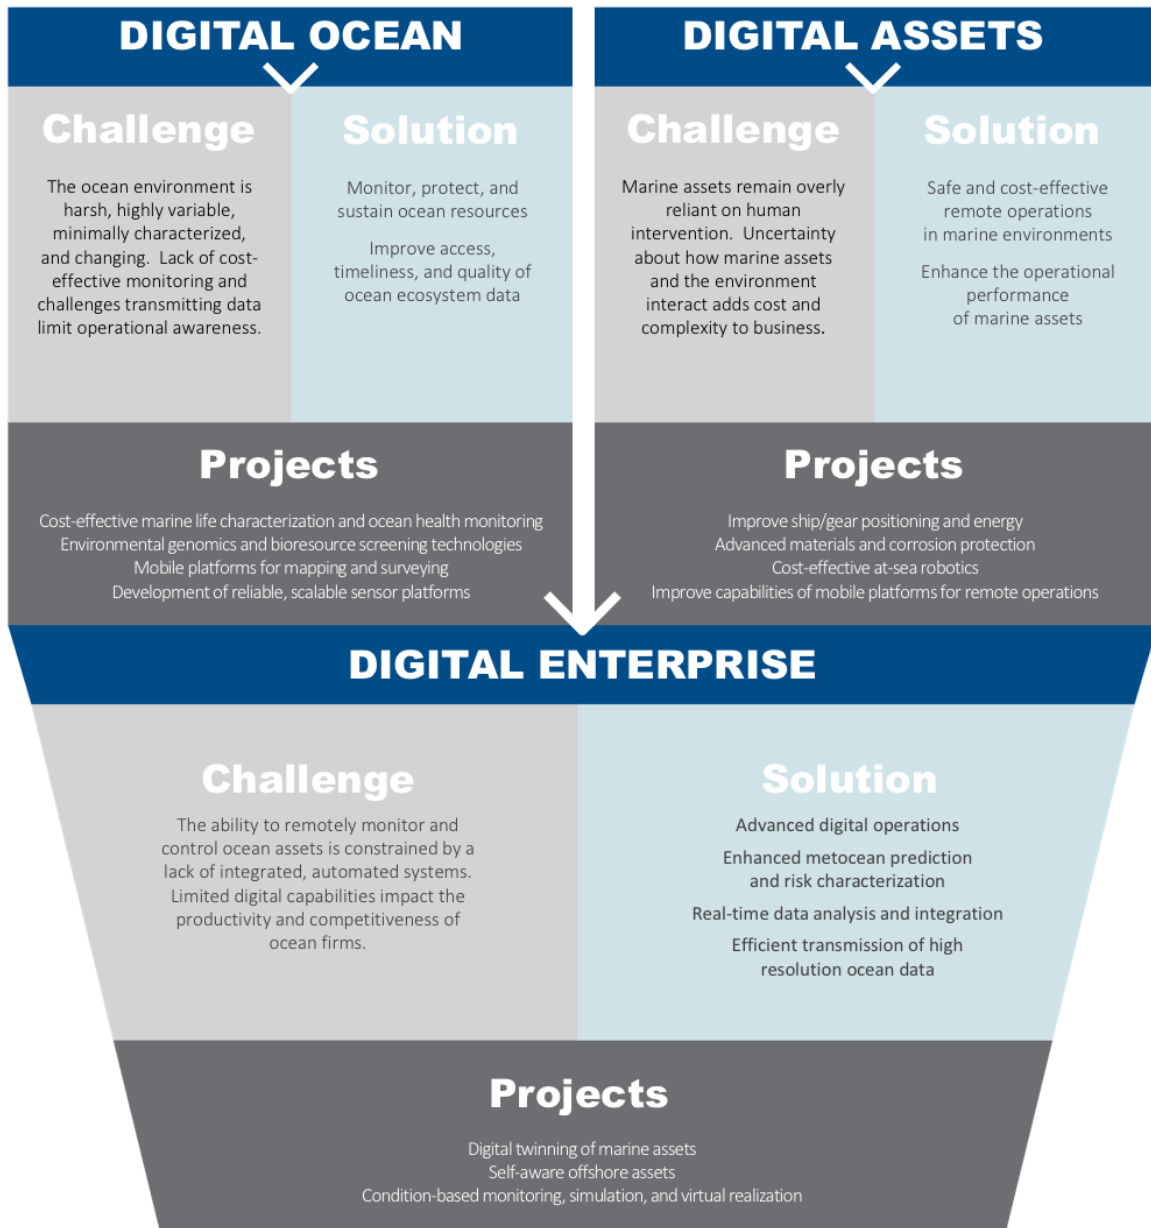 DIGITAL OCEAN
Challenge
The ocean environment is
harsh, highly variable,
minimally characterized,
and changing.  Lack of cost-
effective monitoring and
challenges transmitting data
limit operational awareness.
Solution
Monitor, protect, and
sustain ocean resources
Improve access,
timeliness, and quality of
ocean ecosystem data
Projects
Cost-effective marine life characterization and ocean health monitoring
Environmental genomics and bioresource screening technologies
Mobile platforms for mapping and surveying
Development of reliable, scalable sensor platforms
DIGITAL ASSETS
Challenge
Marine assets remain overly
reliant on human
intervention.  Uncertainty
about how marine assets
and the environment
interact adds cost and
complexity to business.
Solution
Safe and cost-effective
remote operations
in marine environments
Enhance the operational
performance
of marine assets
Projects
Improve ship/gear positioning and energy
Advanced materials and corrosion protection
Cost-effective at-sea robotics
Improve capabilities of mobile platforms for remote operations
DIGITAL ENTERPRISE
Challenge
The ability to remotely monitor and
control ocean assets is constrained by a
lack of integrated, automated systems.
Limited digital capabilities impact the
productivity and competitiveness of
ocean firms.
Solution
Advanced digital operations
Enhanced metocean prediction
and risk characterization
Real-time data analysis and integration
Efficient transmission of high
resolution ocean data
Projects
Digital twinning of marine assets
Self-aware offshore assets
Condition-based monitoring, simulation, and virtual realization